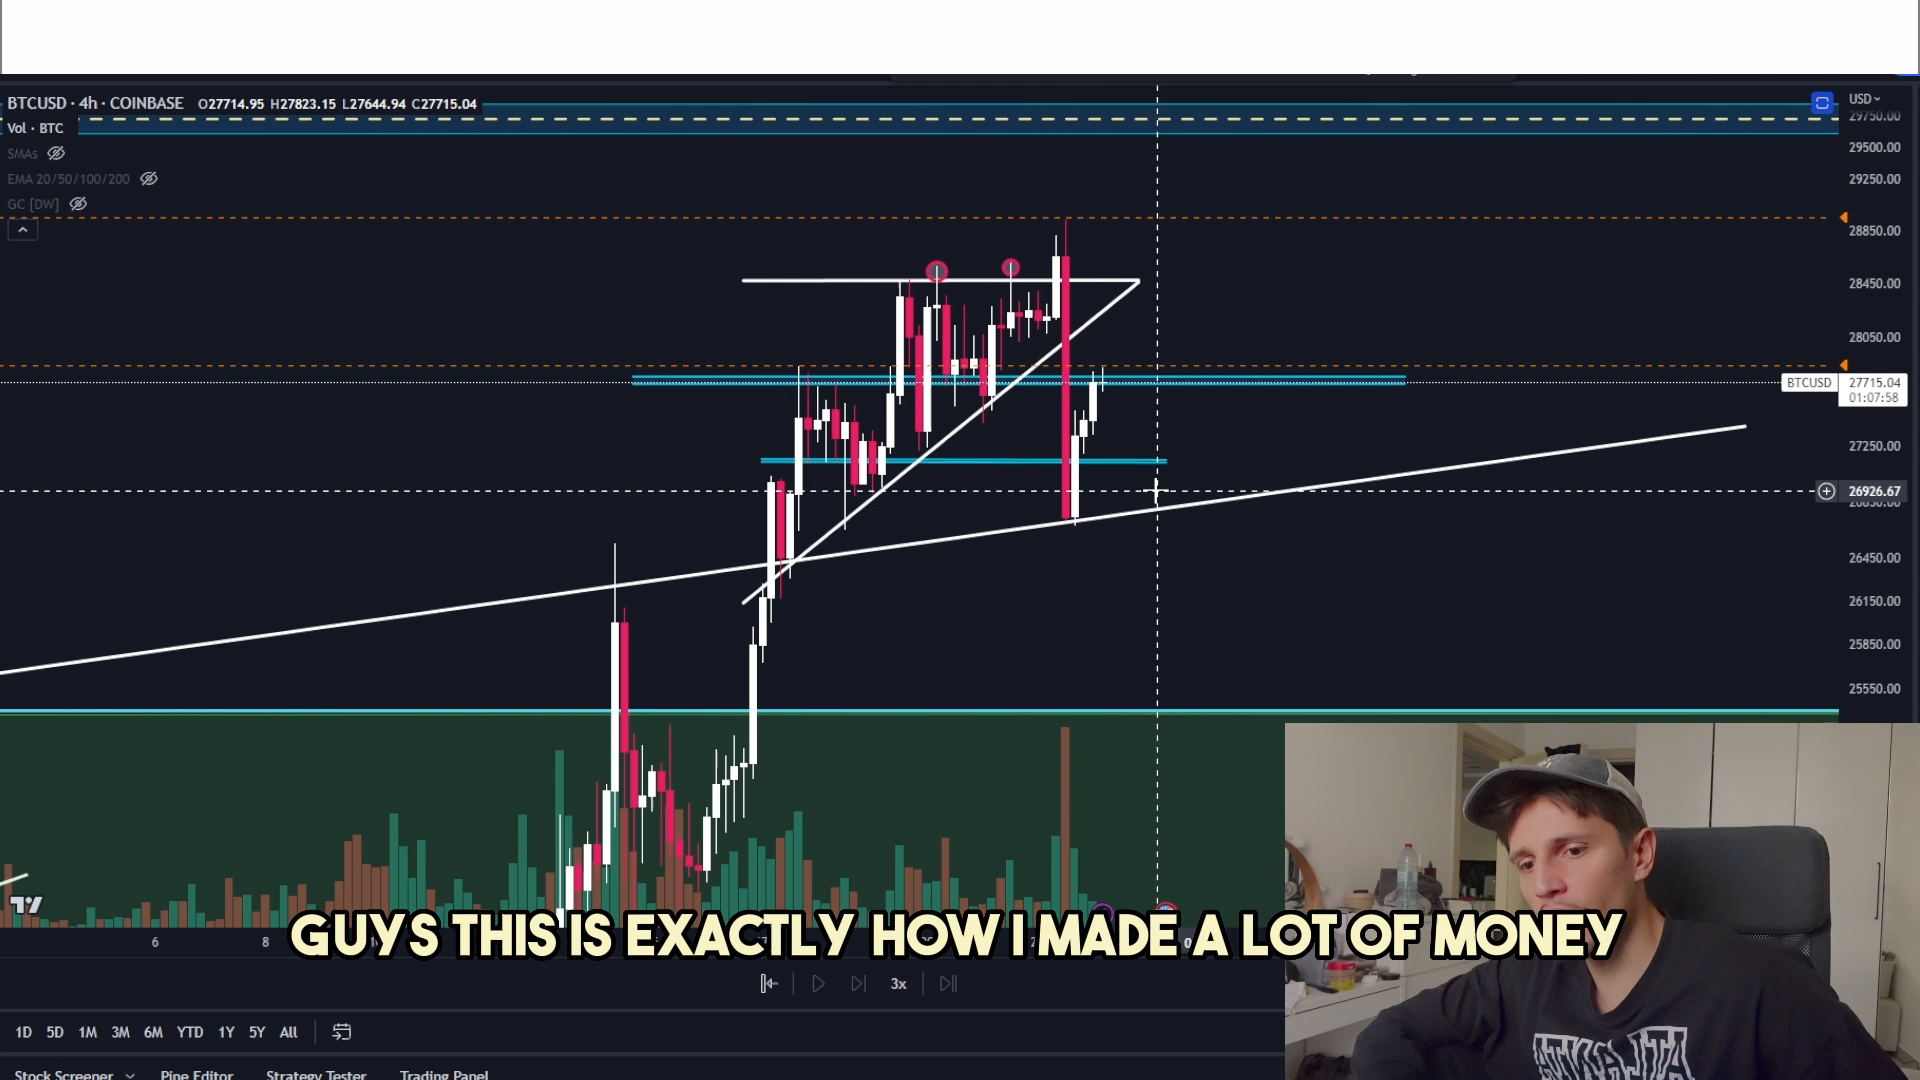 BTCUSD · 4h · COINBASE O27714.95 H27823.15 L27644.94 C27715.04
USD
29750.00
Vol · BTC
SMAs
EMA 20/50/100/200
GC [DW]
29500.00
29250.00
28850.00
28450.00
28050.00
BTCUSD 27715.04
01:07:58
27250.00
26926.67
26450.00
26150.00
25850.00
25550.00
GUYS THIS IS EXACTLY HOW I MADE A LOT OF MONEY
6 8
3x
1D 5D 1M 3M 6M YTD 1Y 5Y All
Stock Screener Pine Editor Strategy Tester Trading Panel